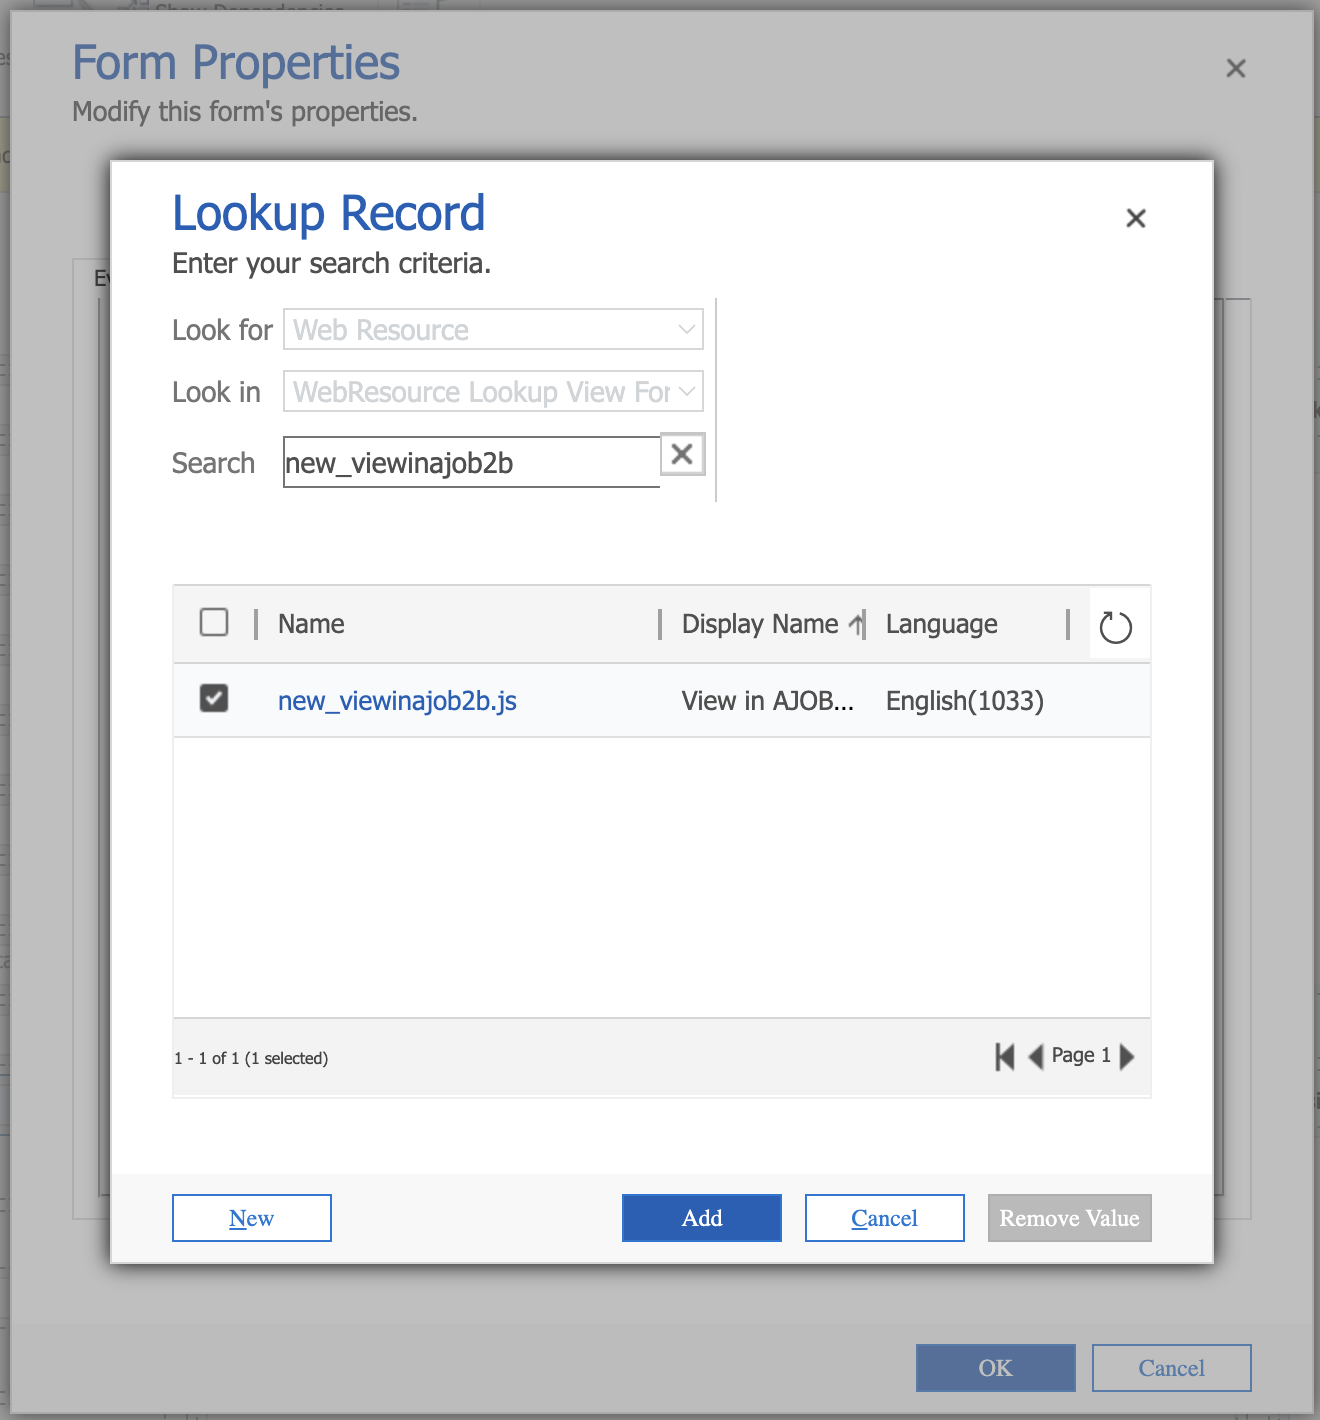 Show Dependencies
Form Properties
Modify this form's properties.
Lookup Record
Enter your search criteria.
Look for Web Resource
Look in WebResource Lookup View For
Search new_viewinajob2b
Name Display Name Language
new_viewinajob2b.js View in AJOB... English(1033)
1 - 1 of 1 (1 selected) Page 1
New Add Cancel Remove Value
OK Cancel